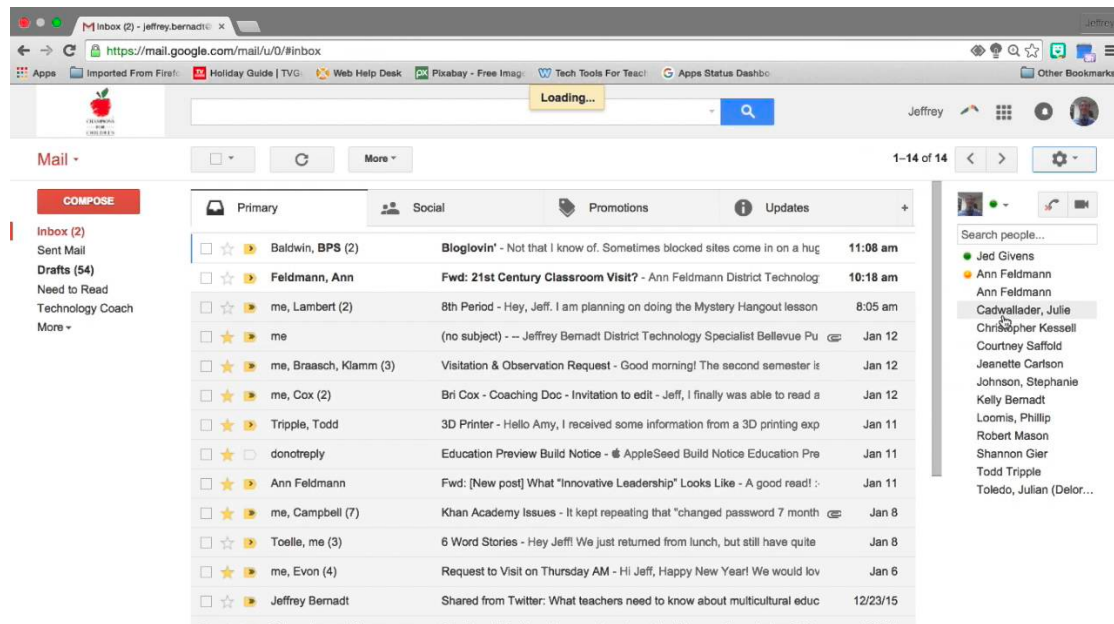 Inbox (2) - jeffrey.bernadt@
Jeffrey
https://mail.google.com/mail/u/0/#inbox
Apps Imported From Firefo Holiday Guide | TVG Web Help Desk Pixabay - Free Imag Tech Tools For Teach Apps Status Dashbo Other Bookmarks
Loading...
CHAMPIONS
FOR
CHILDREN
Jeffrey
Mail
More
1–14 of 14
COMPOSE
Inbox (2)
Sent Mail
Drafts (54)
Need to Read
Technology Coach
More
Primary Social Promotions Updates +
Baldwin, BPS (2) Bloglovin' - Not that I know of. Sometimes blocked sites come in on a hug 11:08 am
Feldmann, Ann Fwd: 21st Century Classroom Visit? - Ann Feldmann District Technolog 10:18 am
me, Lambert (2) 8th Period - Hey, Jeff. I am planning on doing the Mystery Hangout lesson 8:05 am
me (no subject) - -- Jeffrey Bernadt District Technology Specialist Bellevue Pu Jan 12
me, Braasch, Klamm (3) Visitation & Observation Request - Good morning! The second semester is Jan 12
me, Cox (2) Bri Cox - Coaching Doc - Invitation to edit - Jeff, I finally was able to read a Jan 12
Tripple, Todd 3D Printer - Hello Amy, I received some information from a 3D printing exp Jan 11
donotreply Education Preview Build Notice - AppleSeed Build Notice Education Pre Jan 11
Ann Feldmann Fwd: [New post] What "Innovative Leadership" Looks Like - A good read! :- Jan 11
me, Campbell (7) Khan Academy Issues - It kept repeating that "changed password 7 month Jan 8
Toelle, me (3) 6 Word Stories - Hey Jeff! We just returned from lunch, but still have quite Jan 8
me, Evon (4) Request to Visit on Thursday AM - Hi Jeff, Happy New Year! We would lov Jan 6
Jeffrey Bernadt Shared from Twitter: What teachers need to know about multicultural educ 12/23/15
Search people...
Jed Givens
Ann Feldmann
Ann Feldmann
Cadwallader, Julie
Christopher Kessell
Courtney Saffold
Jeanette Carlson
Johnson, Stephanie
Kelly Bernadt
Loomis, Phillip
Robert Mason
Shannon Gier
Todd Tripple
Toledo, Julian (Delor...